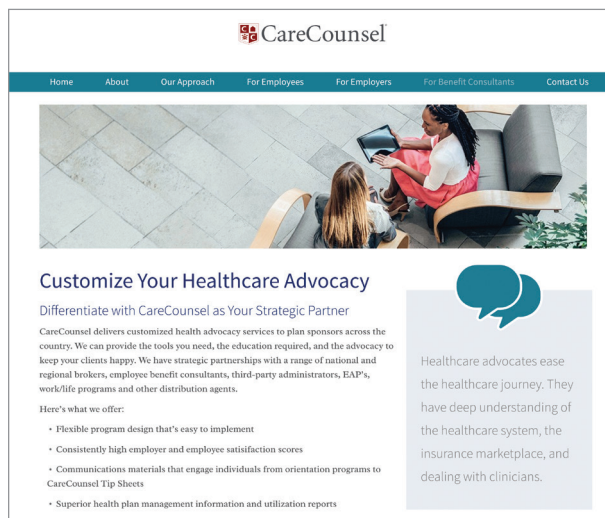 CareCounsel
Home About Our Approach For Employees For Employers For Benefit Consultants Contact Us
Customize Your Healthcare Advocacy
Differentiate with CareCounsel as Your Strategic Partner
CareCounsel delivers customized health advocacy services to plan sponsors across the
country. We can provide the tools you need, the education required, and the advocacy to
keep your clients happy. We have strategic partnerships with a range of national and
regional brokers, employee benefit consultants, third-party administrators, EAP's,
work/life programs and other distribution agents.
Here's what we offer:
• Flexible program design that's easy to implement
• Consistently high employer and employee satisifaction scores
• Communications materials that engage individuals from orientation programs to
CareCounsel Tip Sheets
• Superior health plan management information and utilization reports
Healthcare advocates ease
the healthcare journey. They
have deep understanding of
the healthcare system, the
insurance marketplace, and
dealing with clinicians.